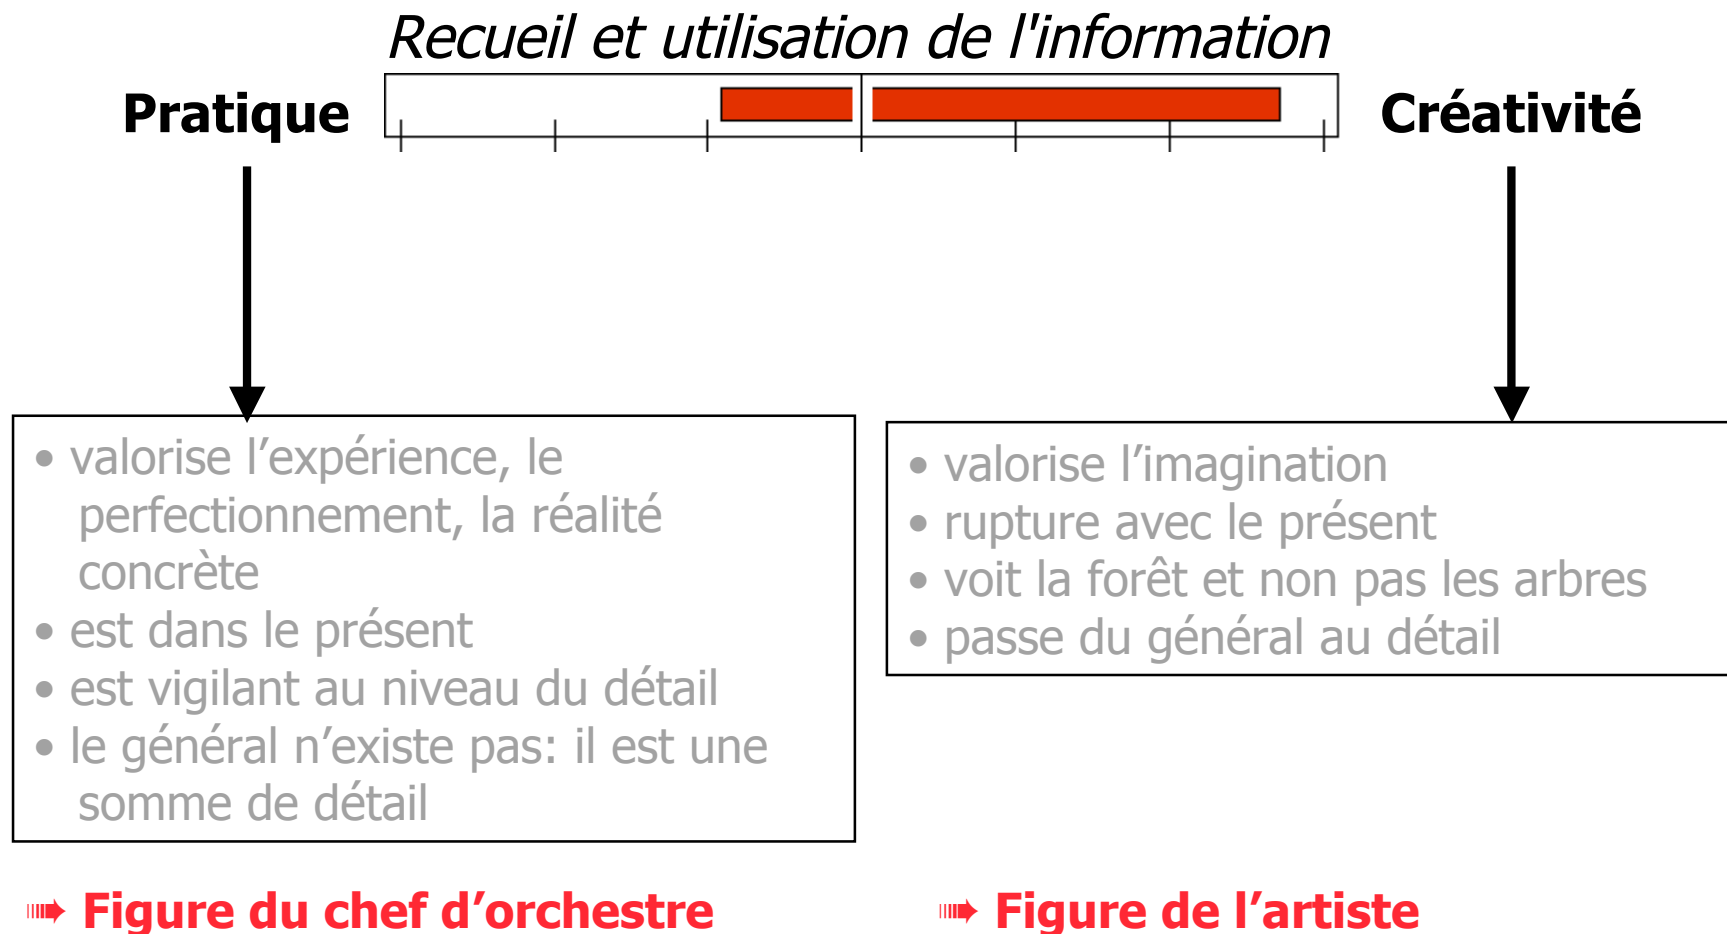 Recueil et utilisation de l'information
Pratique
Créativité
• valorise l’expérience, le
perfectionnement, la réalité
concrète
• est dans le présent
• est vigilant au niveau du détail
• le général n’existe pas: il est une
somme de détail
• valorise l’imagination
• rupture avec le présent
• voit la forêt et non pas les arbres
• passe du général au détail
➠ Figure du chef d’orchestre
➠ Figure de l’artiste